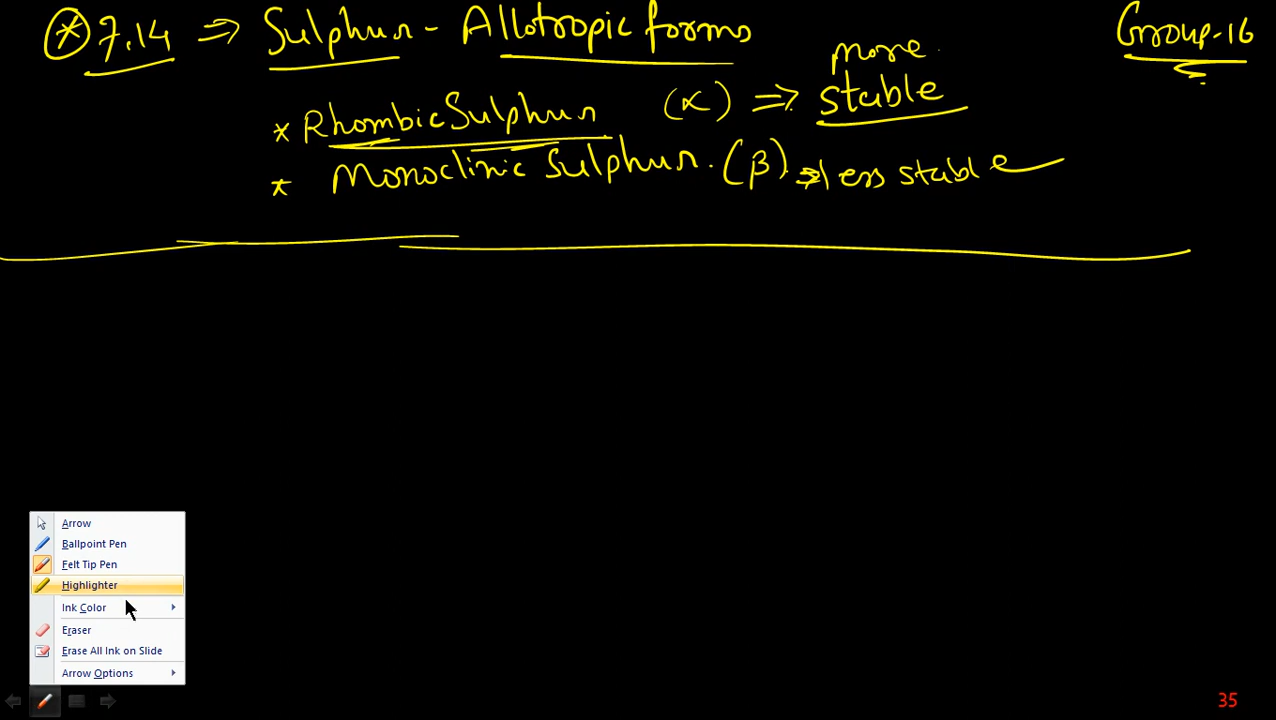 * 7.14 ⇒ Sulphur - Allotropic forms
Group-16
* Rhombic Sulphur (α) ⇒ more stable
* Monoclinic Sulphur. (β) ⇒ less stable
Arrow
Ballpoint Pen
Felt Tip Pen
Highlighter
Ink Color
Eraser
Erase All Ink on Slide
Arrow Options
35